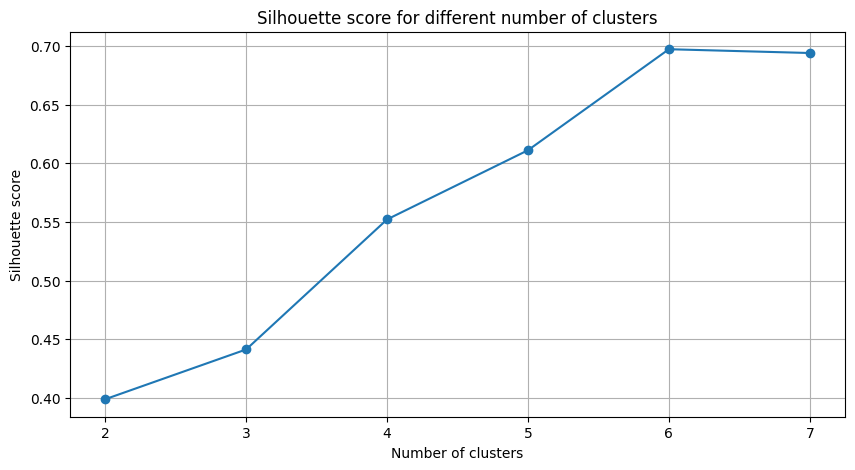 Silhouette score for different number of clusters
0.70
0.65
0.60
0.55
0.50
0.45
0.40
Silhouette score
2 3 4 5 6 7
Number of clusters